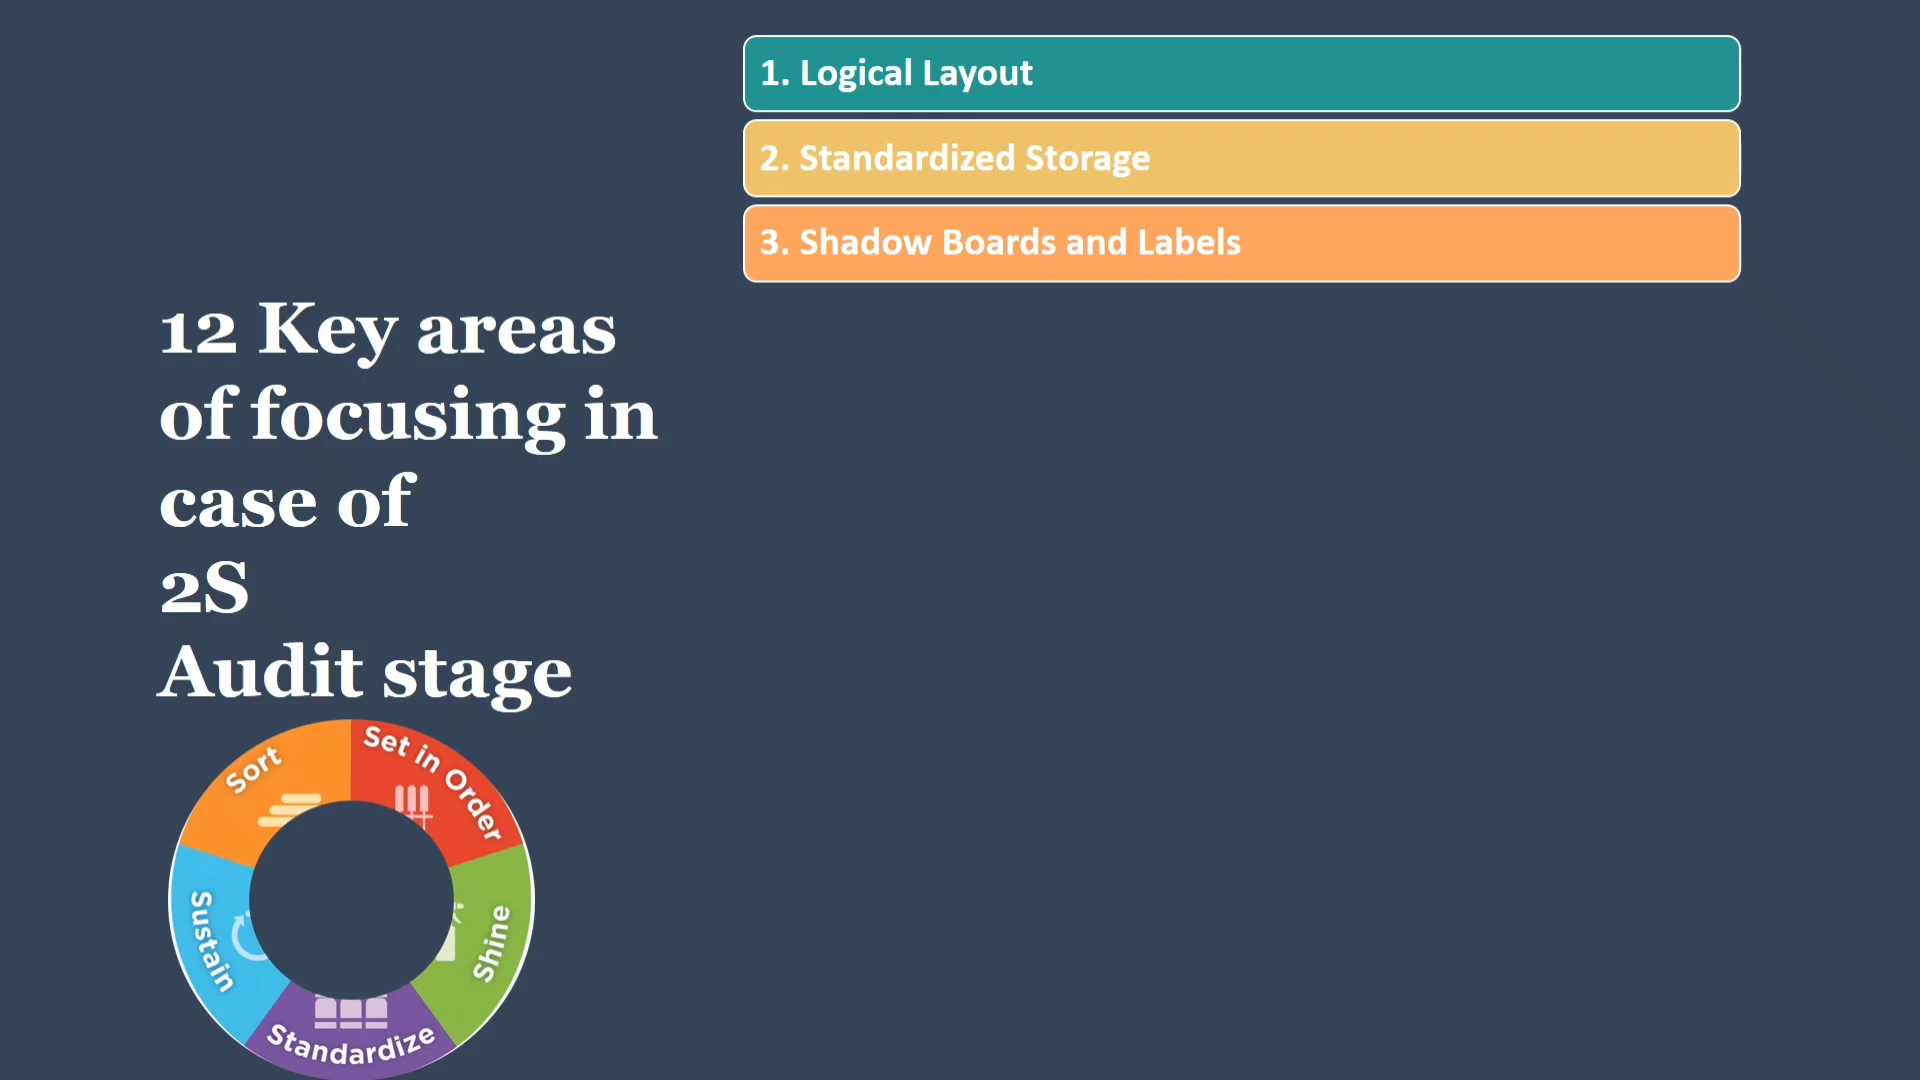 1. Logical Layout
2. Standardized Storage
3. Shadow Boards and Labels
12 Key areas
of focusing in
case of
2S
Audit stage
Sort
Set in Order
Shine
Standardize
Sustain